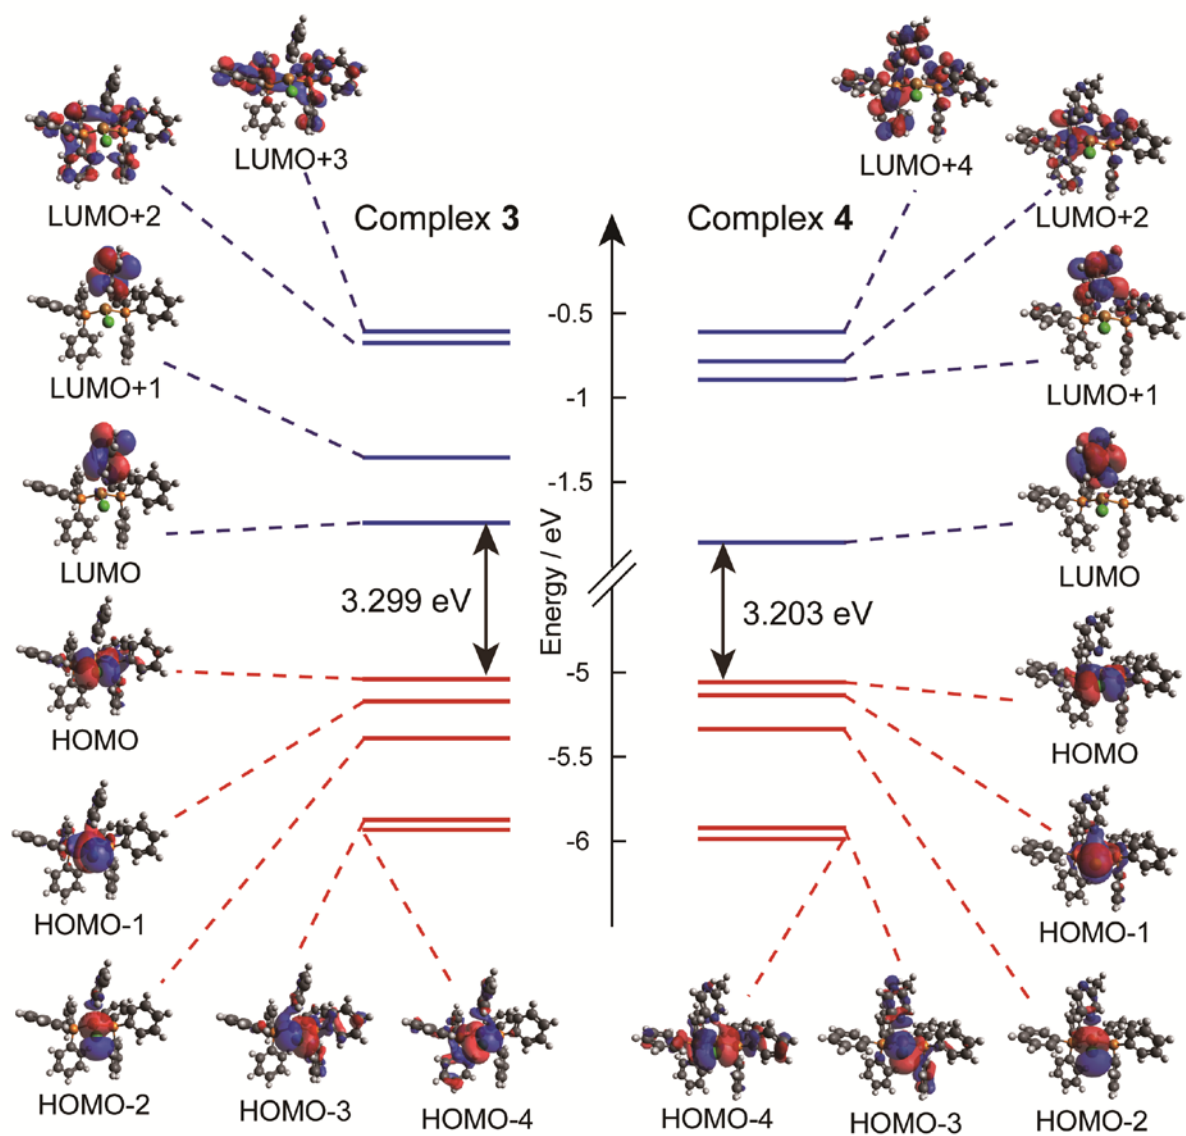 LUMO+3
LUMO+4
LUMO+2
Complex 3
Complex 4
LUMO+2
-0.5
LUMO+1
-1
LUMO+1
-1.5
LUMO
Energy / eV
LUMO
3.299 eV
3.203 eV
-5
HOMO
HOMO
-5.5
-6
HOMO-1
HOMO-1
HOMO-2
HOMO-3
HOMO-4
HOMO-4
HOMO-3
HOMO-2